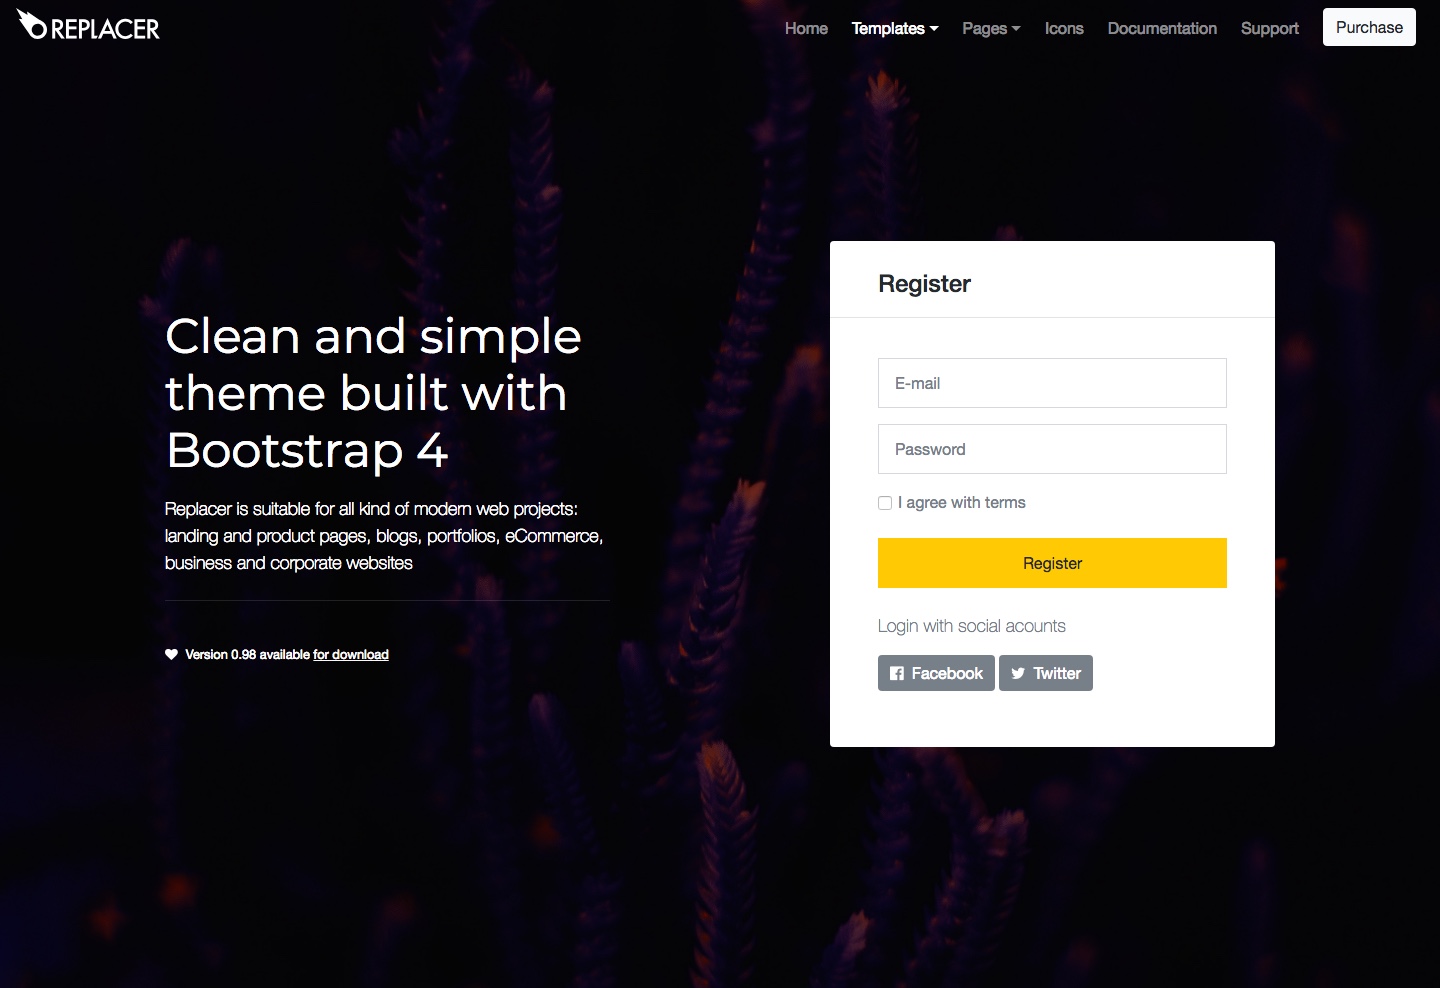 REPLACER
Home Templates Pages Icons Documentation Support Purchase
Clean and simple
theme built with
Bootstrap 4
Replacer is suitable for all kind of modern web projects:
landing and product pages, blogs, portfolios, eCommerce,
business and corporate websites
Version 0.98 available for download
Register
E-mail
Password
I agree with terms
Register
Login with social acounts
Facebook Twitter